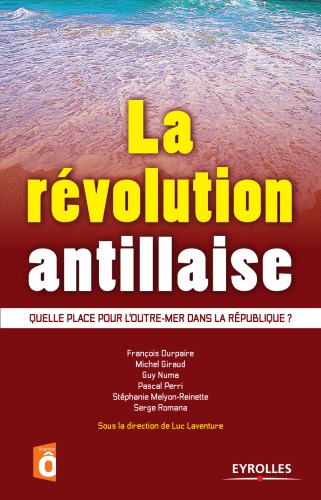 La
révolution
antillaise
QUELLE PLACE POUR L'OUTRE-MER DANS LA RÉPUBLIQUE ?
François Durpaire
Michel Giraud
Guy Numa
Pascal Perri
Stéphanie Melyon-Reinette
Serge Romana
Sous la direction de Luc Laventure
france
Ô
EYROLLES